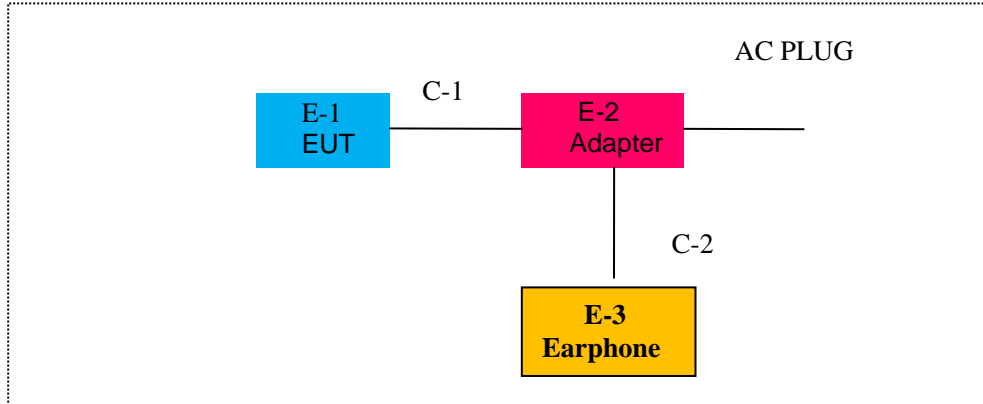 AC PLUG
C-1
E-1
EUT
E-2
Adapter
C-2
E-3
Earphone